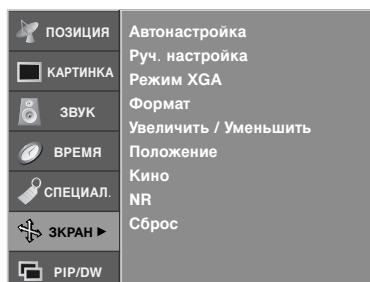 ПОЗИЦИЯ
КАРТИНКА
ЗВУК
ВРЕМЯ
СПЕЦИАЛ.
ЗКРАН ►
PIP/DW
Автонастройка
Руч. настройка
Режим XGA
Формат
Увеличить / Уменьшить
Положение
Кино
NR
Сброс